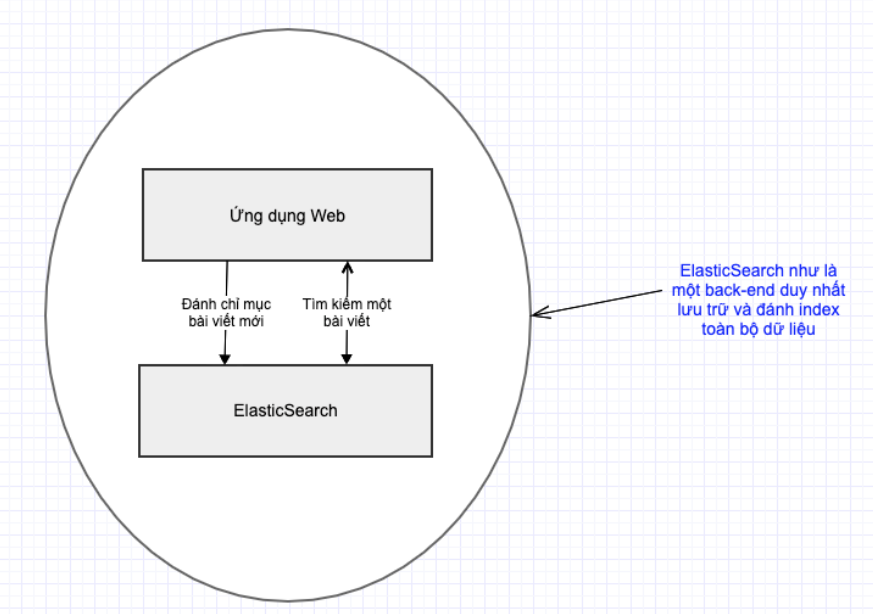 Ứng dụng Web
Đánh chỉ mục
bài viết mới
Tìm kiếm một
bài viết
ElasticSearch
ElasticSearch như là
một back-end duy nhất
lưu trữ và đánh index
toàn bộ dữ liệu